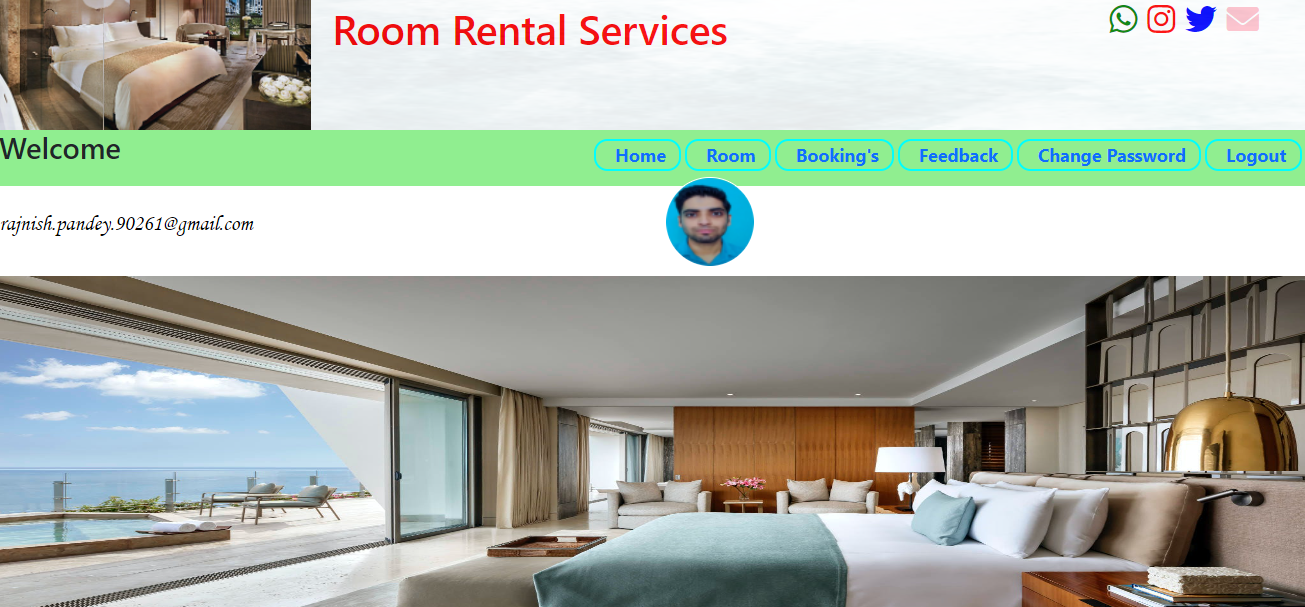 Room Rental Services
Welcome
Home Room Booking's Feedback Change Password Logout
rajnish.pandey.90261@gmail.com